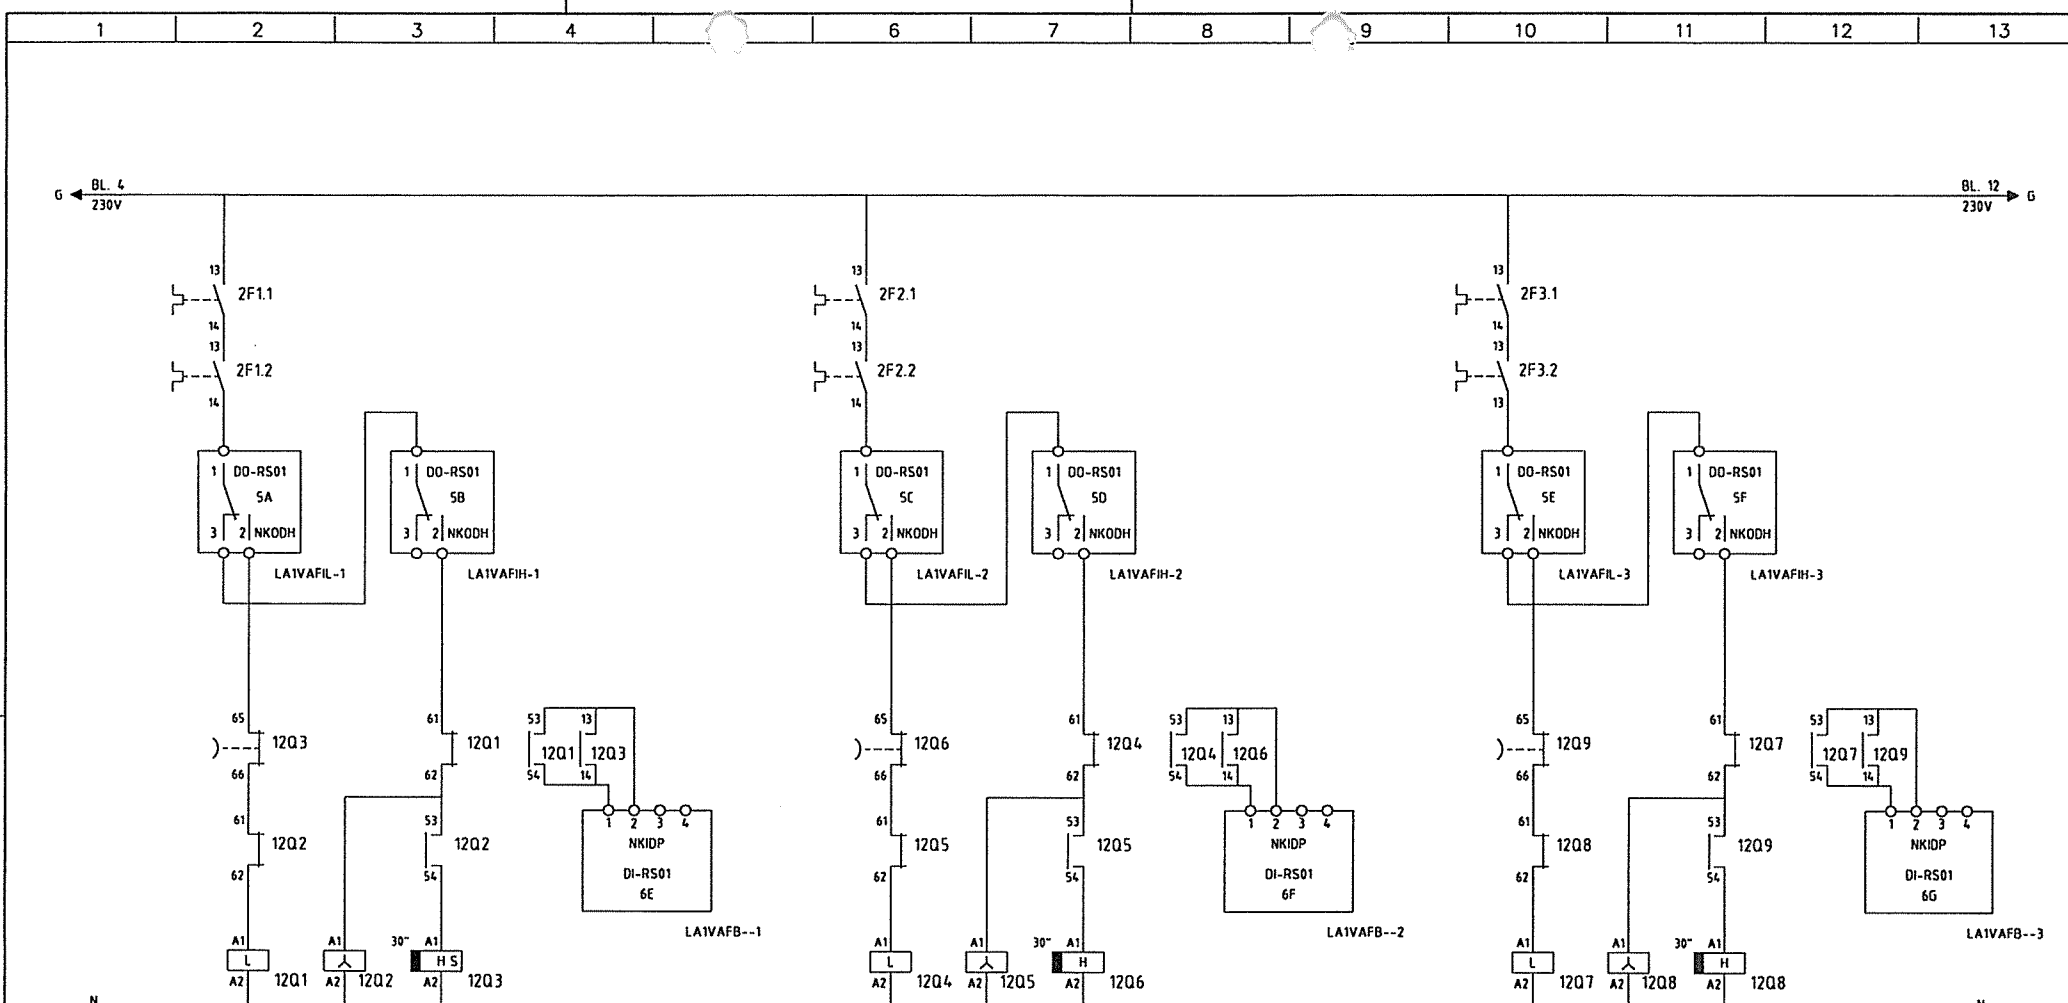 1 2 3 4 6 7 8 9 10 11 12 13
G BL. 4 BL. 12 G
230V 230V
13 13 13
2F1.1 2F2.1 2F3.1
14 14 14
13 13 13
2F1.2 2F2.2 2F3.2
14 14 13
1 DO-RS01 1 DO-RS01 1 DO-RS01 1 DO-RS01 1 DO-RS01 1 DO-RS01
5A 5B 5C 5D 5E 5F
3 2 NKODH 3 2 NKODH 3 2 NKODH 3 2 NKODH 3 2 NKODH 3 2 NKODH
LA1VAFIL-1 LA1VAFIH-1 LA1VAFIL-2 LA1VAFIH-2 LA1VAFIL-3 LA1VAFIH-3
65 61 53 13 65 61 53 13 65 61 53 13
12Q3 12Q1 12Q1 12Q3 12Q6 12Q4 12Q4 12Q6 12Q9 12Q7 12Q7 12Q9
66 62 54 14 66 62 54 14 66 62 54 14
61 53 1 2 3 4 61 53 1 2 3 4 61 53 1 2 3 4
12Q2 12Q2 NKIDP 12Q5 12Q5 NKIDP 12Q8 12Q9 NKIDP
62 54 DI-RS01 62 54 DI-RS01 62 54 DI-RS01
6E 6F 6G
LA1VAFB--1 LA1VAFB--2 LA1VAFB--3
A1 A1 30" A1 A1 A1 30" A1 A1 A1 30" A1
L H S L H L H
A2 12Q1 A2 12Q2 A2 12Q3 A2 12Q4 A2 12Q5 A2 12Q6 A2 12Q7 A2 12Q8 A2 12Q8
N N